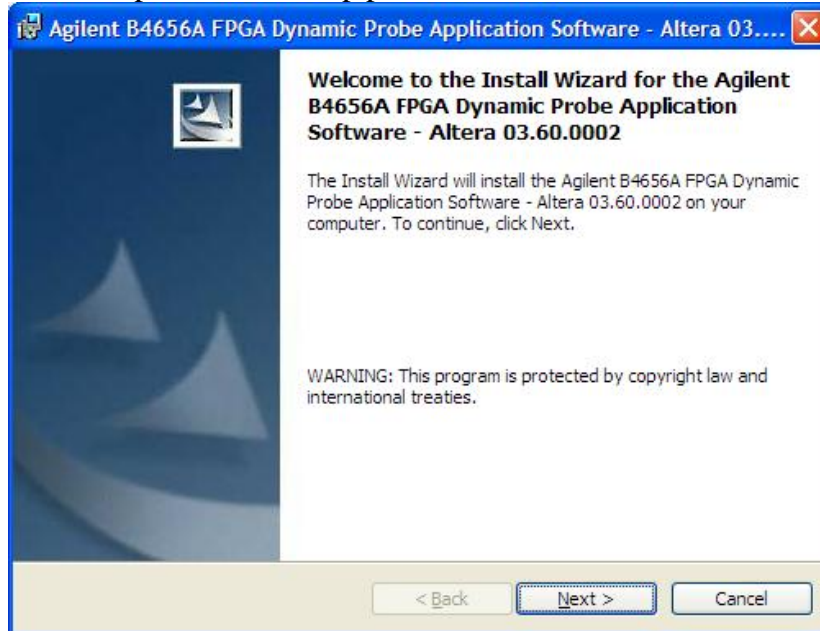 Agilent B4656A FPGA Dynamic Probe Application Software - Altera 03....
Welcome to the Install Wizard for the Agilent
B4656A FPGA Dynamic Probe Application
Software - Altera 03.60.0002
The Install Wizard will install the Agilent B4656A FPGA Dynamic
Probe Application Software - Altera 03.60.0002 on your
computer. To continue, click Next.
WARNING: This program is protected by copyright law and
international treaties.
< Back
Next >
Cancel